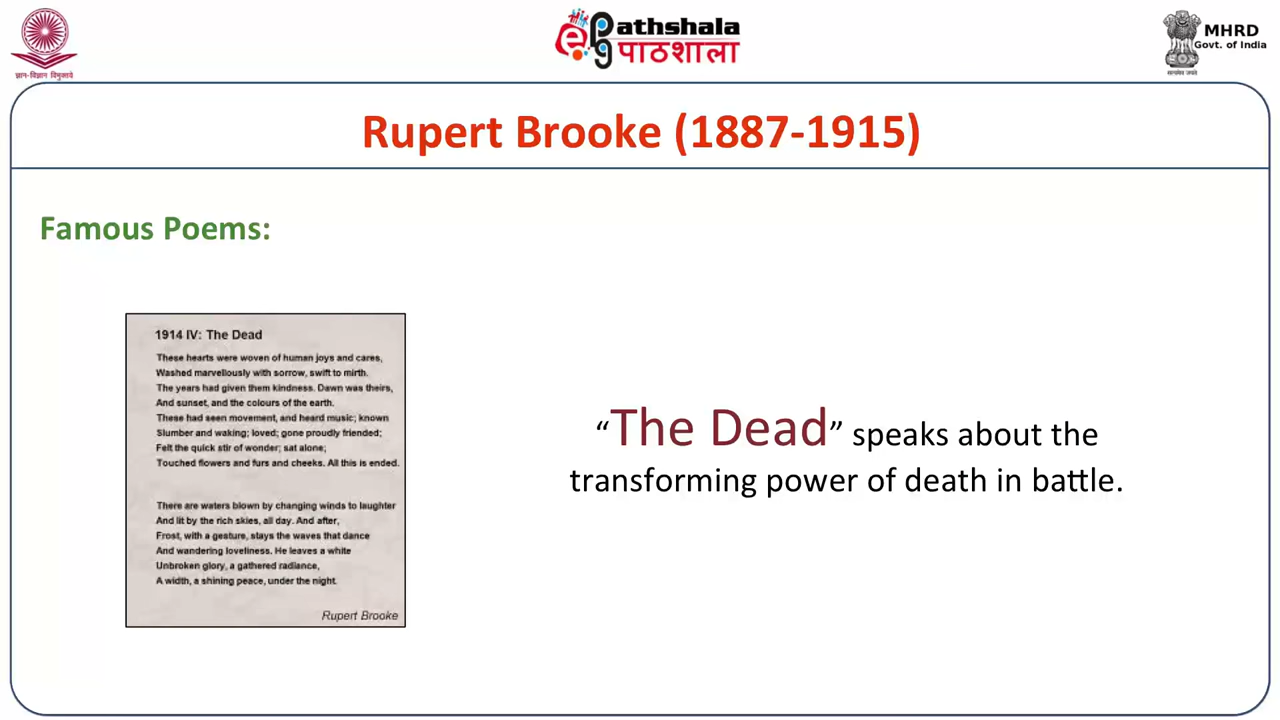 ज्ञान-विज्ञान विमुक्तये
ePathshala
पाठशाला
MHRD
Govt. of India
सत्यमेव जयते
Rupert Brooke (1887-1915)
Famous Poems:
1914 IV: The Dead
These hearts were woven of human joys and cares,
Washed marvellously with sorrow, swift to mirth.
The years had given them kindness. Dawn was theirs,
And sunset, and the colours of the earth.
These had seen movement, and heard music; known
Slumber and waking; loved; gone proudly friended;
Felt the quick stir of wonder; sat alone;
Touched flowers and furs and cheeks. All this is ended.
There are waters blown by changing winds to laughter
And lit by the rich skies, all day. And after,
Frost, with a gesture, stays the waves that dance
And wandering loveliness. He leaves a white
Unbroken glory, a gathered radiance,
A width, a shining peace, under the night.
Rupert Brooke
“The Dead” speaks about the
transforming power of death in battle.